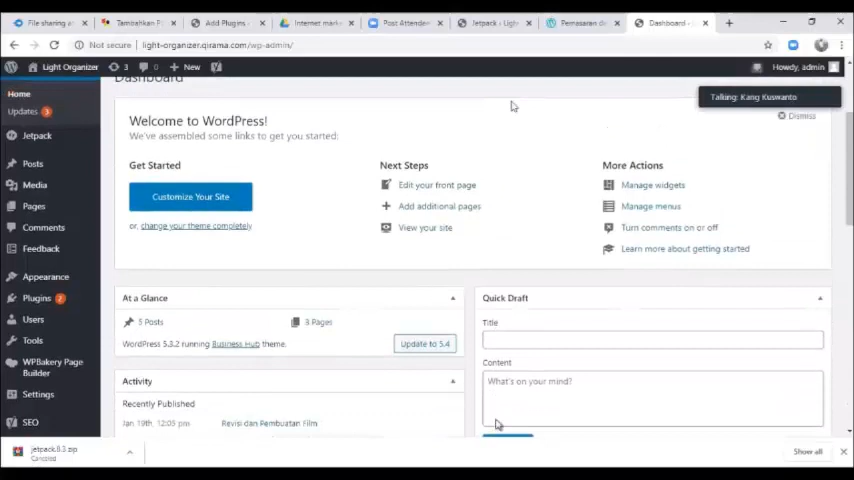 File sharing a
Tambahkan P
Add Plugins ‹
Internet mark
Post Attende
Jetpack ‹ Ligh
Pemasaran di
Dashboard ‹
Not secure | light-organizer.qirama.com/wp-admin/
Light Organizer 3 0 New Howdy, admin
Talking: Kang Kuswanto
Home
Updates 3
Jetpack
Posts
Media
Pages
Comments
Feedback
Appearance
Plugins 2
Users
Tools
WPBakery Page
Builder
Settings
SEO
Dashboard
Dismiss
Welcome to WordPress!
We've assembled some links to get you started:
Get Started
Customize Your Site
or, change your theme completely
Next Steps
Edit your front page
Add additional pages
View your site
More Actions
Manage widgets
Manage menus
Turn comments on or off
Learn more about getting started
At a Glance
5 Posts
3 Pages
WordPress 5.3.2 running Business Hub theme.
Update to 5.4
Activity
Recently Published
Jan 19th, 12:05 pm Revisi dan Pembuatan Film
Quick Draft
Title
Content
What's on your mind?
jetpack.8.3.zip
Canceled
Show all